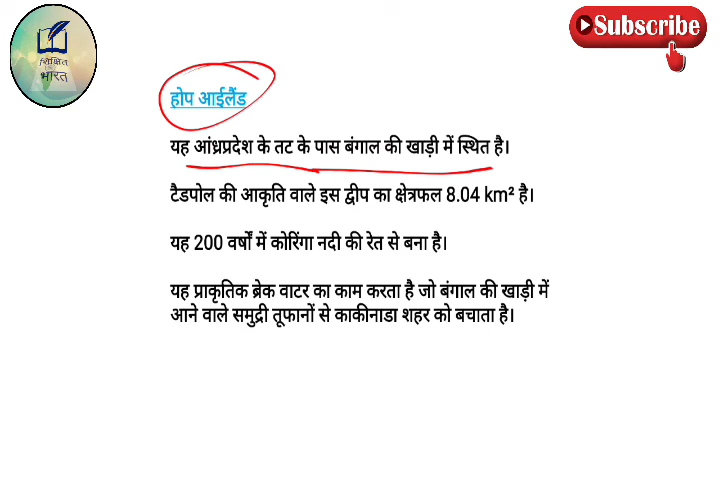 शिक्षित
भारत
Subscribe
होप आईलैंड
यह आंध्रप्रदेश के तट के पास बंगाल की खाड़ी में स्थित है।
टैडपोल की आकृति वाले इस द्वीप का क्षेत्रफल 8.04 km² है।
यह 200 वर्षों में कोरिंगा नदी की रेत से बना है।
यह प्राकृतिक ब्रेक वाटर का काम करता है जो बंगाल की खाड़ी में
आने वाले समुद्री तूफानों से काकीनाडा शहर को बचाता है।